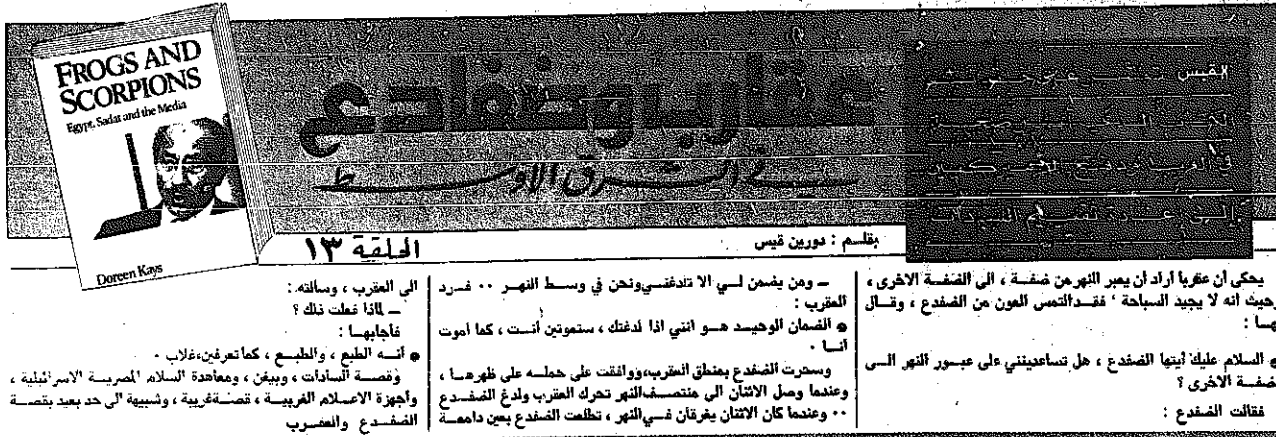 FROGS AND
SCORPIONS
Egypt, Sadat and the Media
Doreen Kays
ضفادع
في الشرق الأوسط
القبس
بقلم : دورين قيس
الحلقة ١٣
يحكى أن عقربا أراد أن يعبر النهر من ضفة ، الى الضفة الاخرى ،
وحيث انه لا يجيد السباحة ' فقد التمس العون من الضفدع ، وقال
لها :
● السلام عليك أيتها الضفدع ، هل تساعدينني على عبور النهر الى
الضفة الاخرى ؟
فقالت الضفدع :
ـ ومن يضمن لي الا تلدغني ونحن في وسط النهر ٠٠ فرد
العقرب :
● الضمان الوحيد هو انني اذا لدغتك ، ستموتين أنت ، كما أموت
أنا ٠
وسحرت الضفدع بمنطق العقرب، ووافقت على حمله على ظهرها ،
وعندما وصل الاثنان الى منتصف النهر تحرك العقرب ولدغ الضفدع
٠٠ وعندما كان الاثنان يغرقان في النهر ، تطلعت الضفدع بعين دامعة
الى العقرب ، وسألته :
ـ لماذا فعلت ذلك ؟
فأجابها :
● أنه الطبع ، والطبع ، كما تعرفين، غلاب ٠
وقصة السادات ، وبيغن ، ومعاهدة السلام المصرية الاسرائيلية ،
وأجهزة الاعلام الغربية ، قصة غريبة ، وشبيهة الى حد بعيد بقصة
الضفدع والعقرب